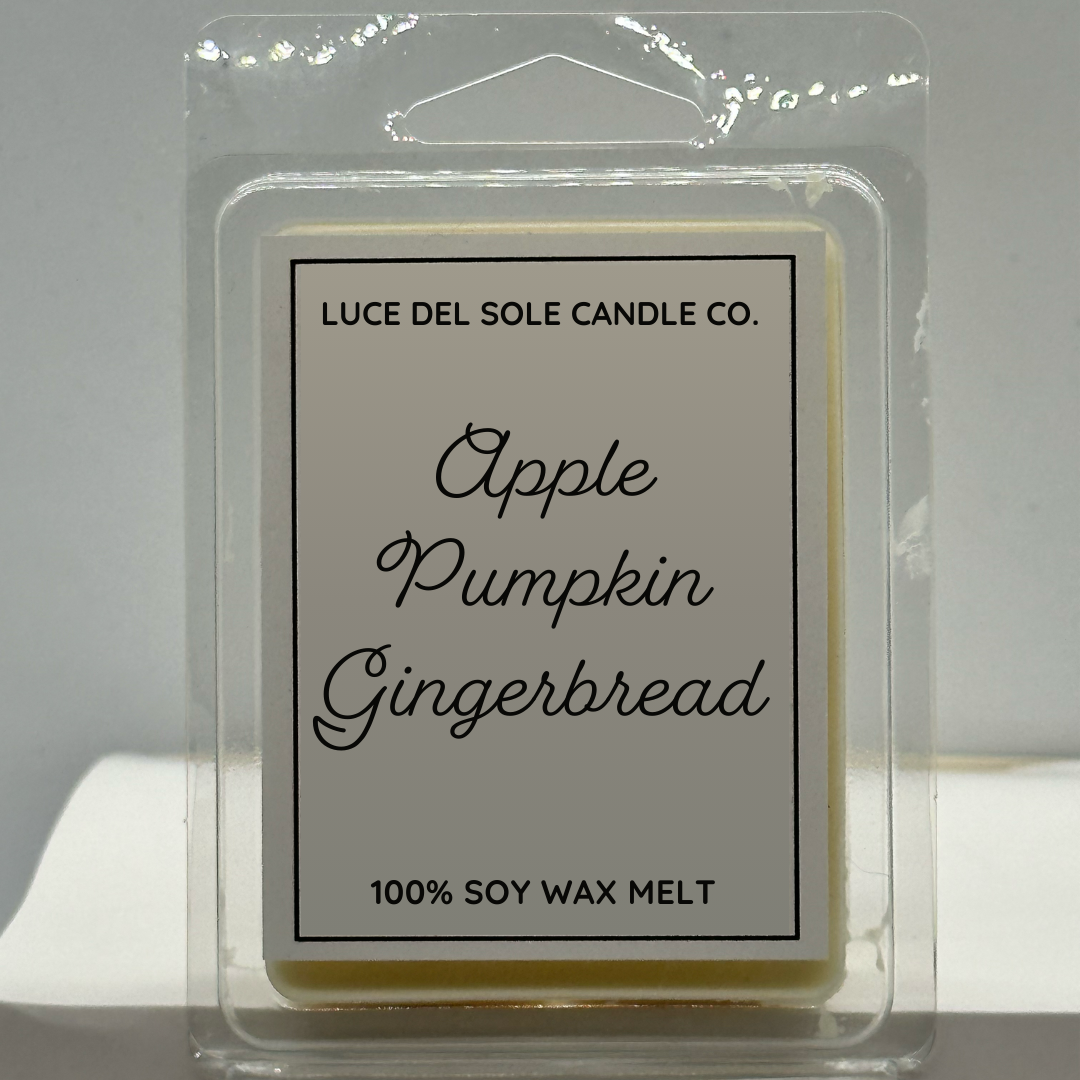 LUCE DEL SOLE CANDLE CO.
Apple
Pumpkin
Gingerbread
100% SOY WAX MELT